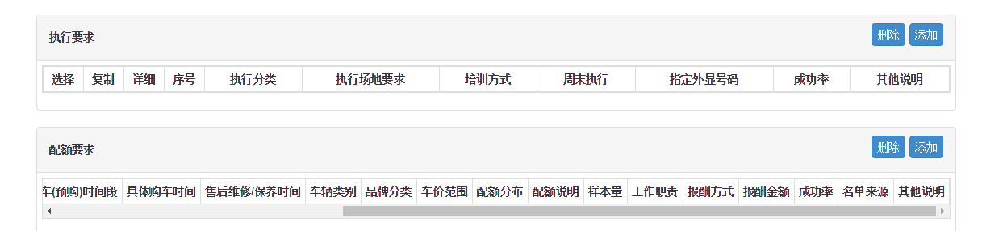 执行要求 删除 添加
选择 复制 详细 序号 执行分类 执行场地要求 培训方式 周末执行 指定外显号码 成功率 其他说明
配额要求 删除 添加
车(预购)时间段 具体购车时间 售后维修/保养时间 车辆类别 品牌分类 车价范围 配额分布 配额说明 样本量 工作职责 报酬方式 报酬金额 成功率 名单来源 其他说明